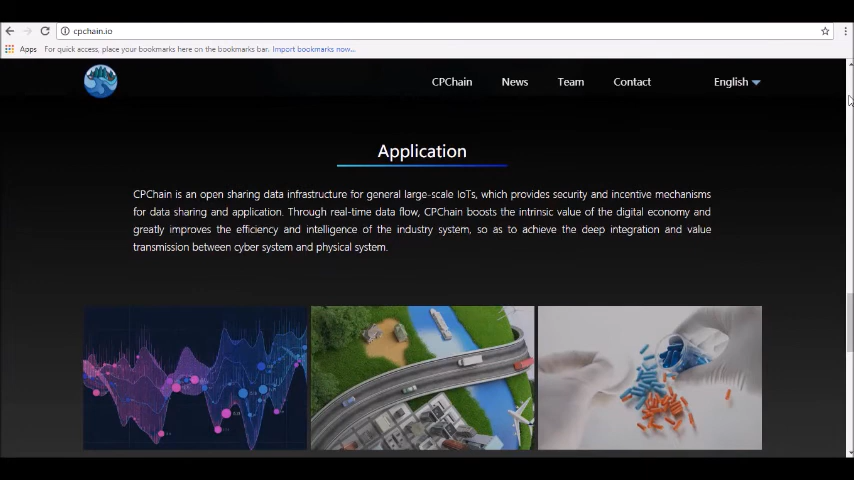 cpchain.io
Apps For quick access, place your bookmarks here on the bookmarks bar. Import bookmarks now...
CPChain News Team Contact English
Application
CPChain is an open sharing data infrastructure for general large-scale IoTs, which provides security and incentive mechanisms
for data sharing and application. Through real-time data flow, CPChain boosts the intrinsic value of the digital economy and
greatly improves the efficiency and intelligence of the industry system, so as to achieve the deep integration and value
transmission between cyber system and physical system.